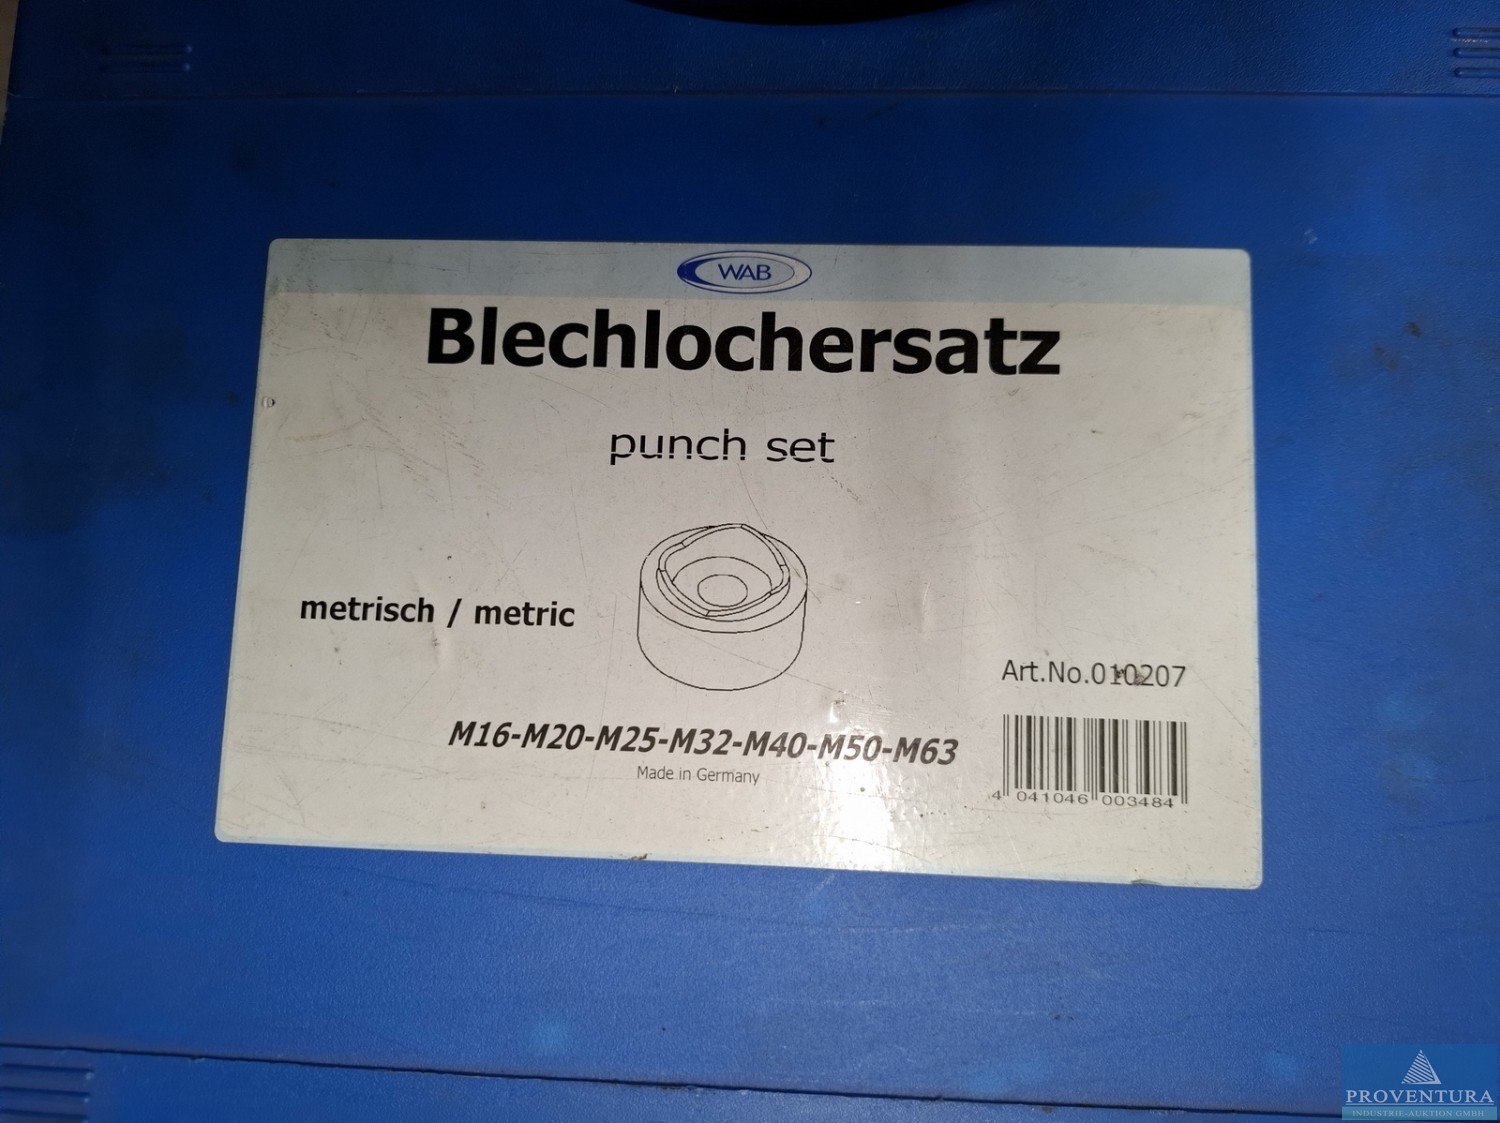 WAB
Blechlochersatz
punch set
metrisch / metric
Art.No.010207
M16-M20-M25-M32-M40-M50-M63
Made in Germany
4 041046 003484
PROVENTURA
INDUSTRIE-AUKTION GMBH